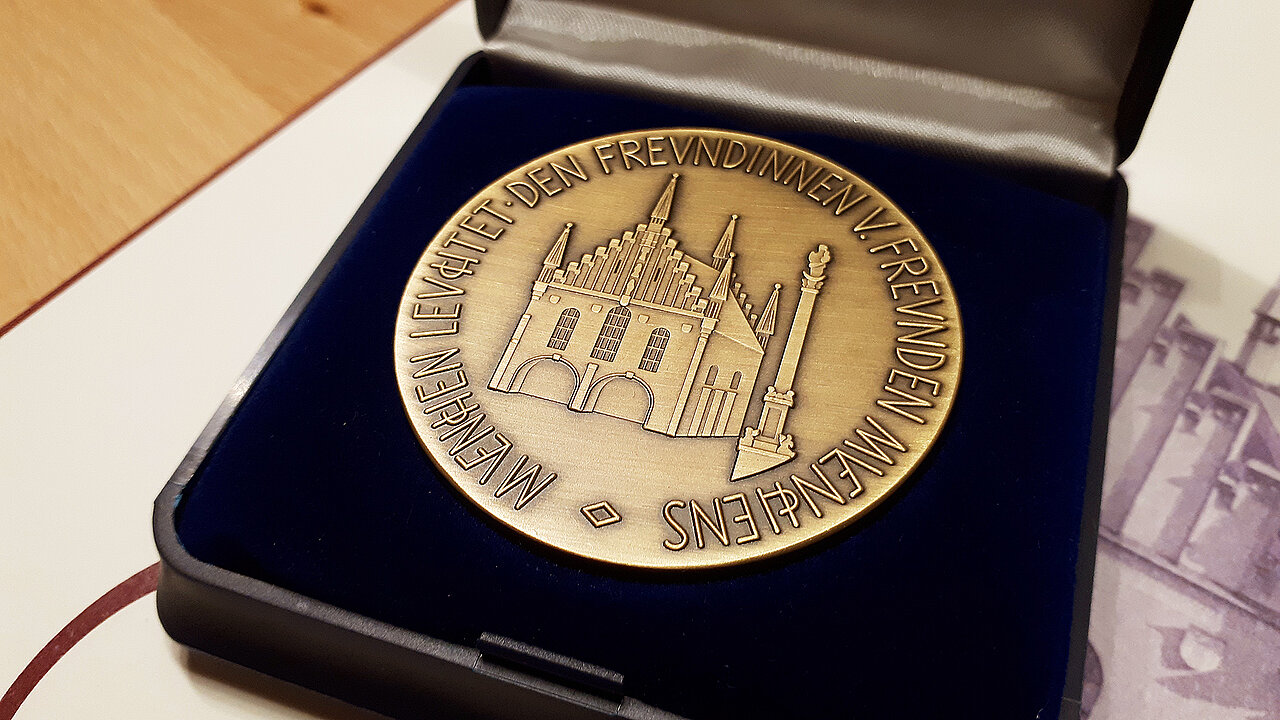 MVENCHEN LEVCHTET · DEN FREVNDINNEN V. FREVNDEN MVENCHENS